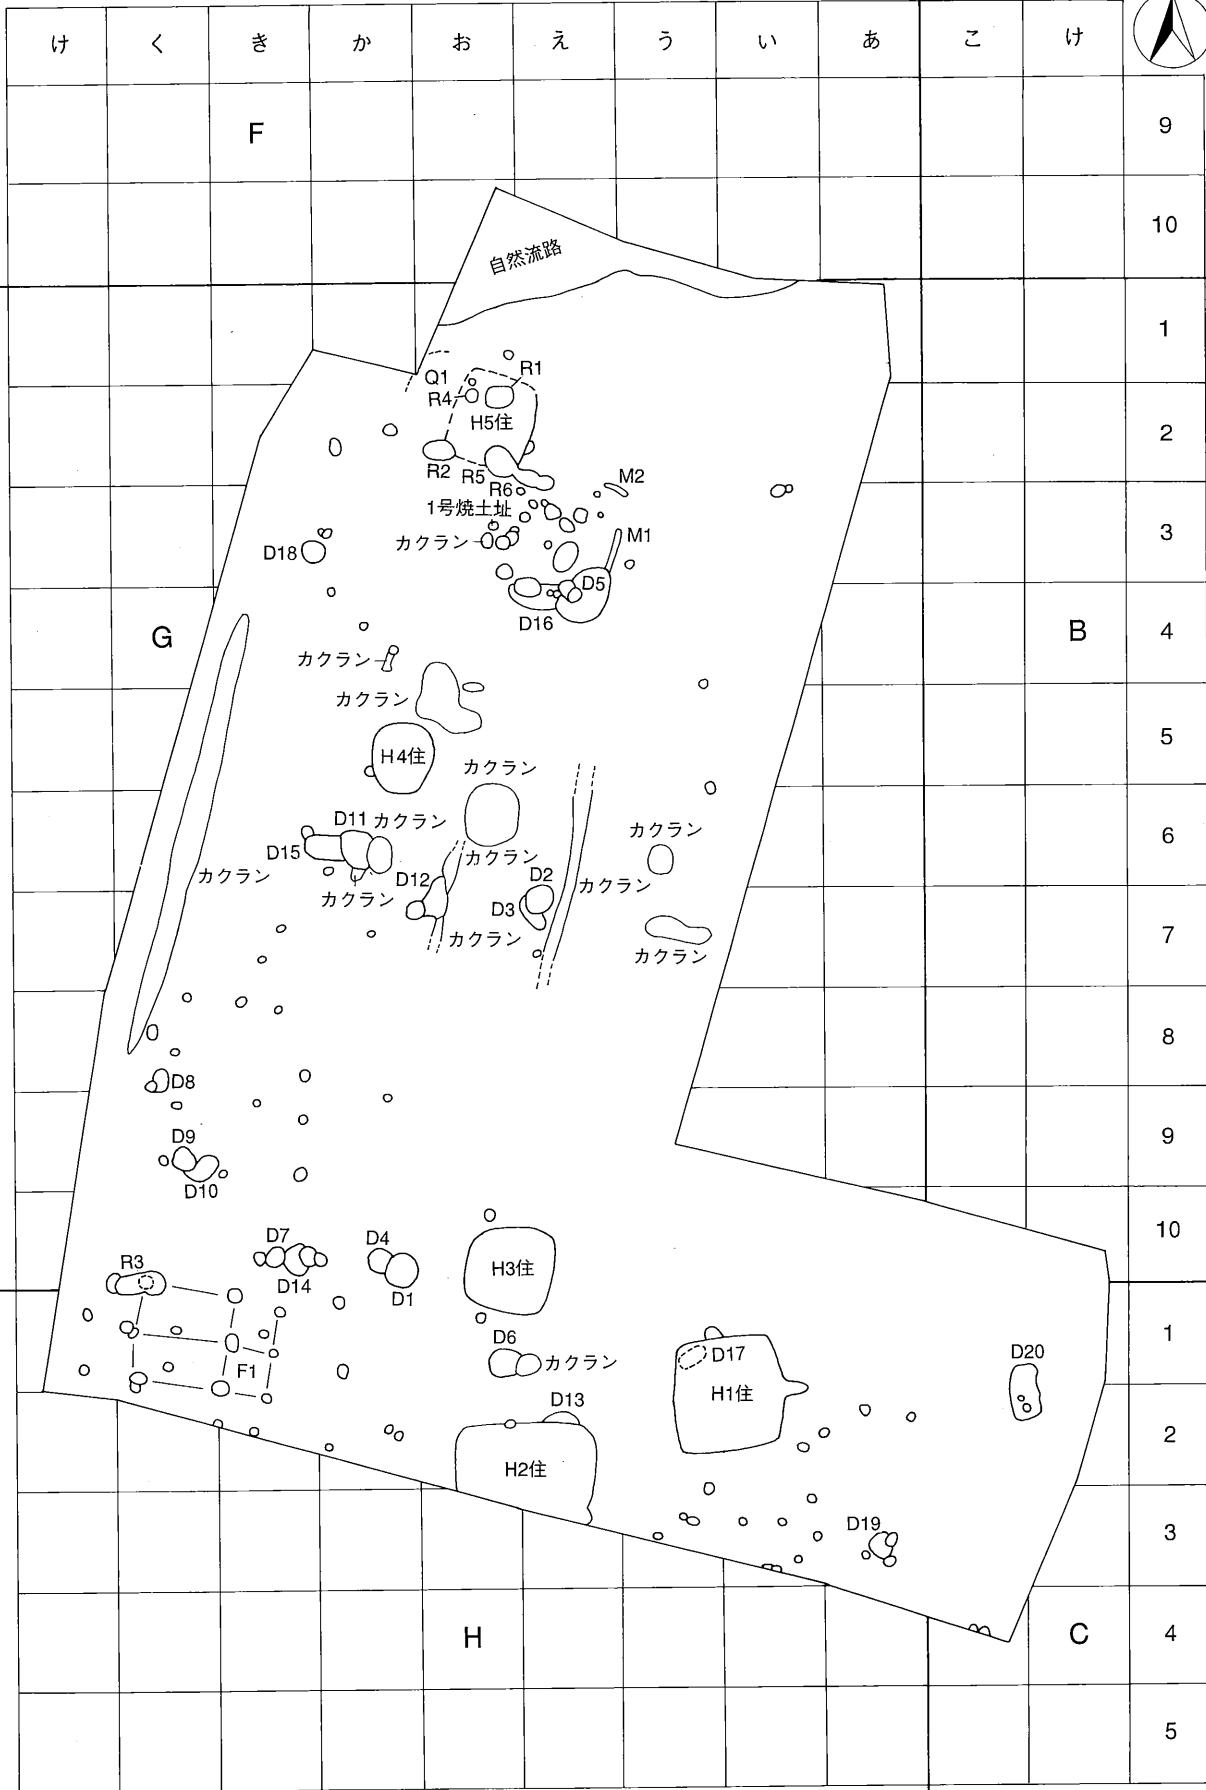 け く き か お え う い あ こ け
F
9
10
自然流路
1
Q1
R1
R4
H5住
2
R2
R5
R6
M2
1号焼土址
カクラン
M1
3
D18
D5
D16
G
B
4
カクラン
カクラン
H4住
5
カクラン
D11 カクラン
カクラン
6
D15
カクラン
カクラン
D12
D2
カクラン
カクラン
D3
カクラン
カクラン
7
8
D8
D9
9
D10
D7
D4
10
R3
H3住
D14
D1
D6
1
カクラン
D17
D20
F1
H1住
D13
2
H2住
D19
3
H
C
4
5